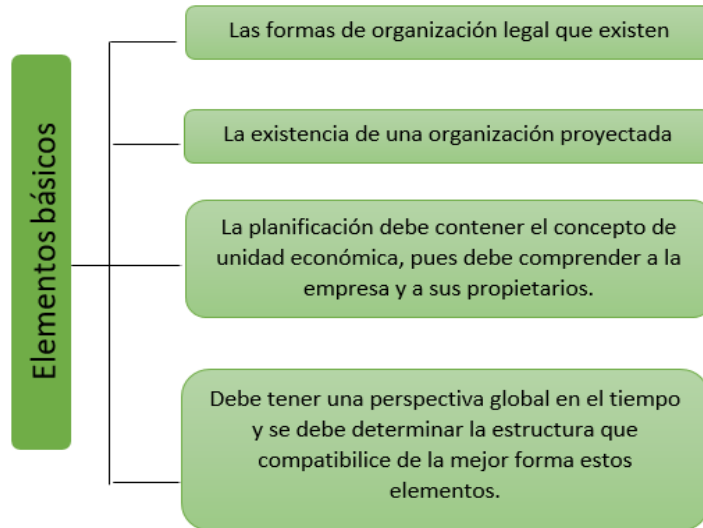 Elementos básicos
Las formas de organización legal que existen
La existencia de una organización proyectada
La planificación debe contener el concepto de
unidad económica, pues debe comprender a la
empresa y a sus propietarios.
Debe tener una perspectiva global en el tiempo
y se debe determinar la estructura que
compatibilice de la mejor forma estos
elementos.